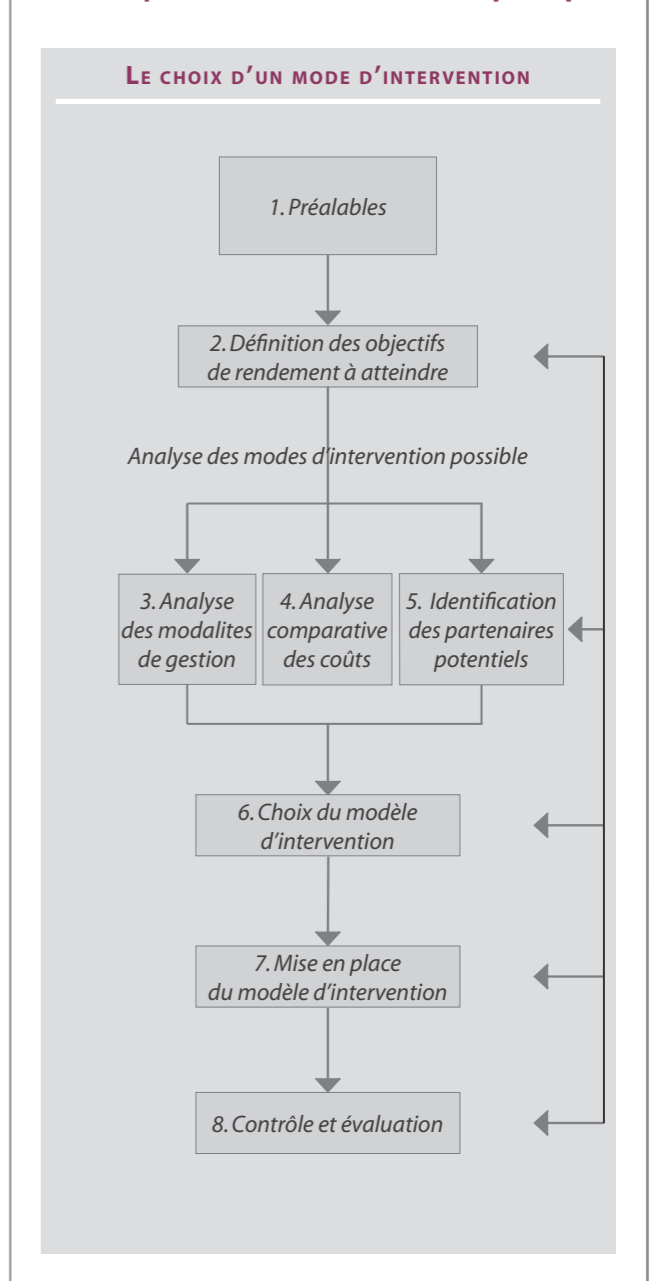 LE CHOIX D'UN MODE D'INTERVENTION
1. Préalables
2. Définition des objectifs
de rendement à atteindre
Analyse des modes d'intervention possible
3. Analyse
des modalites
de gestion
4. Analyse
comparative
des coûts
5. Identification
des partenaires
potentiels
6. Choix du modèle
d'intervention
7. Mise en place
du modèle d'intervention
8. Contrôle et évaluation